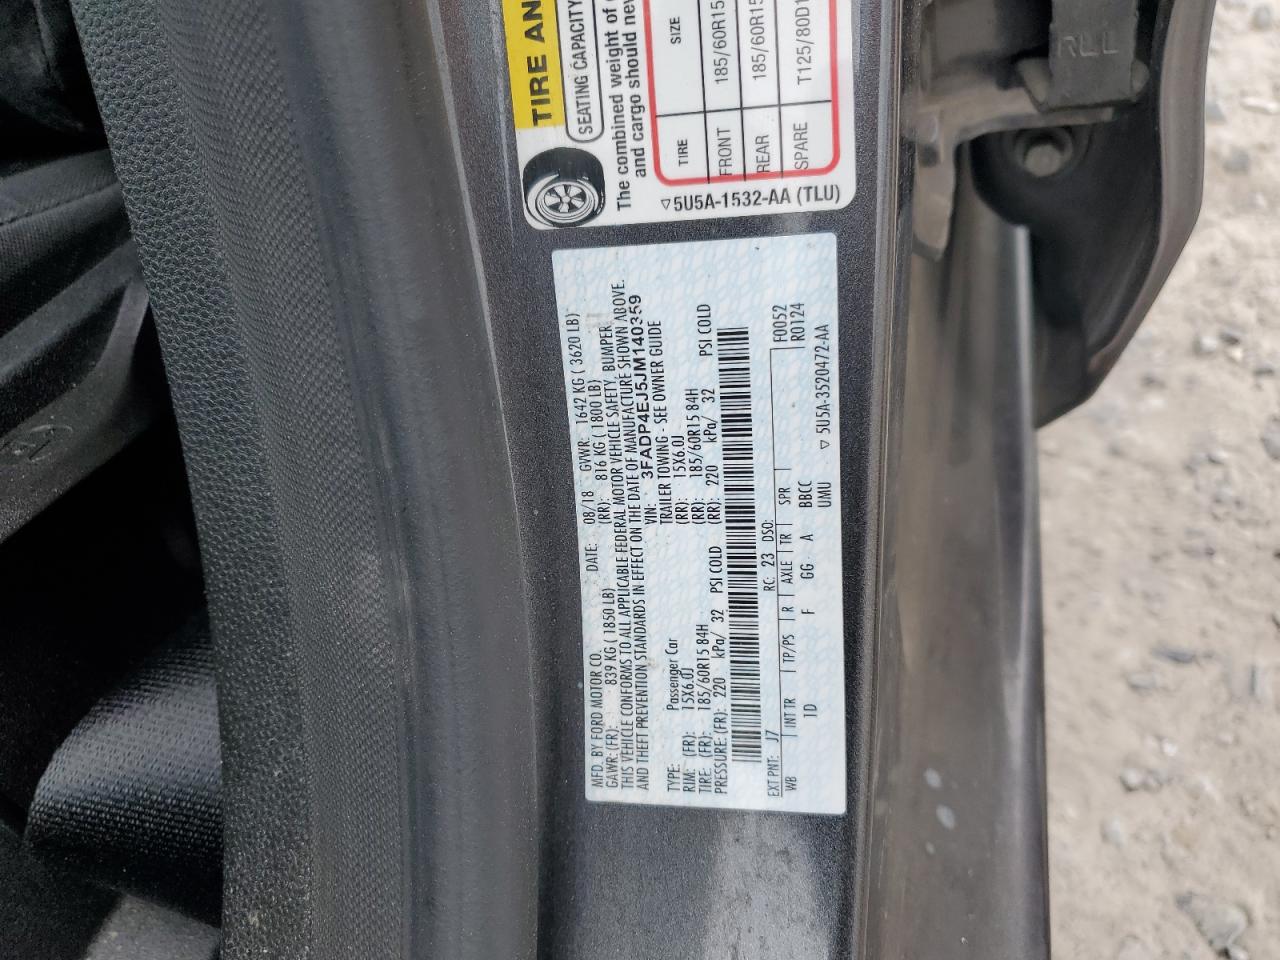 TIRE AN
SEATING CAPACITY
The combined weight of
and cargo should nev
TIRE SIZE
FRONT 185/60R15
REAR 185/60R15
SPARE T125/80D1
5U5A-1532-AA (TLU)
MFD. BY FORD MOTOR CO. DATE: 08/18 GVWR: 1642 KG ( 3620 LB)
GAWR: (FR): 839 KG ( 1850 LB) (RR): 816 KG ( 1800 LB)
THIS VEHICLE CONFORMS TO ALL APPLICABLE FEDERAL MOTOR VEHICLE SAFETY, BUMPER,
AND THEFT PREVENTION STANDARDS IN EFFECT ON THE DATE OF MANUFACTURE SHOWN ABOVE.
VIN: 3FADP4EJ5JM140359
TYPE: Passenger Car TRAILER TOWING - SEE OWNER GUIDE
RIM: (FR): 15X6.0J (RR): 15X6.0J
TIRE: (FR): 185/60R15 84H (RR): 185/60R15 84H
PRESSURE (FR): 220 kPa/ 32 PSI COLD (RR): 220 kPa/ 32 PSI COLD
EXT PNT: J7 RC: 23 DSO: F0052
WB INT TR TP/PS R AXLE TR SPR R0124
1D F GG A BBCC
UMU 5U5A-3520472-AA
RLL